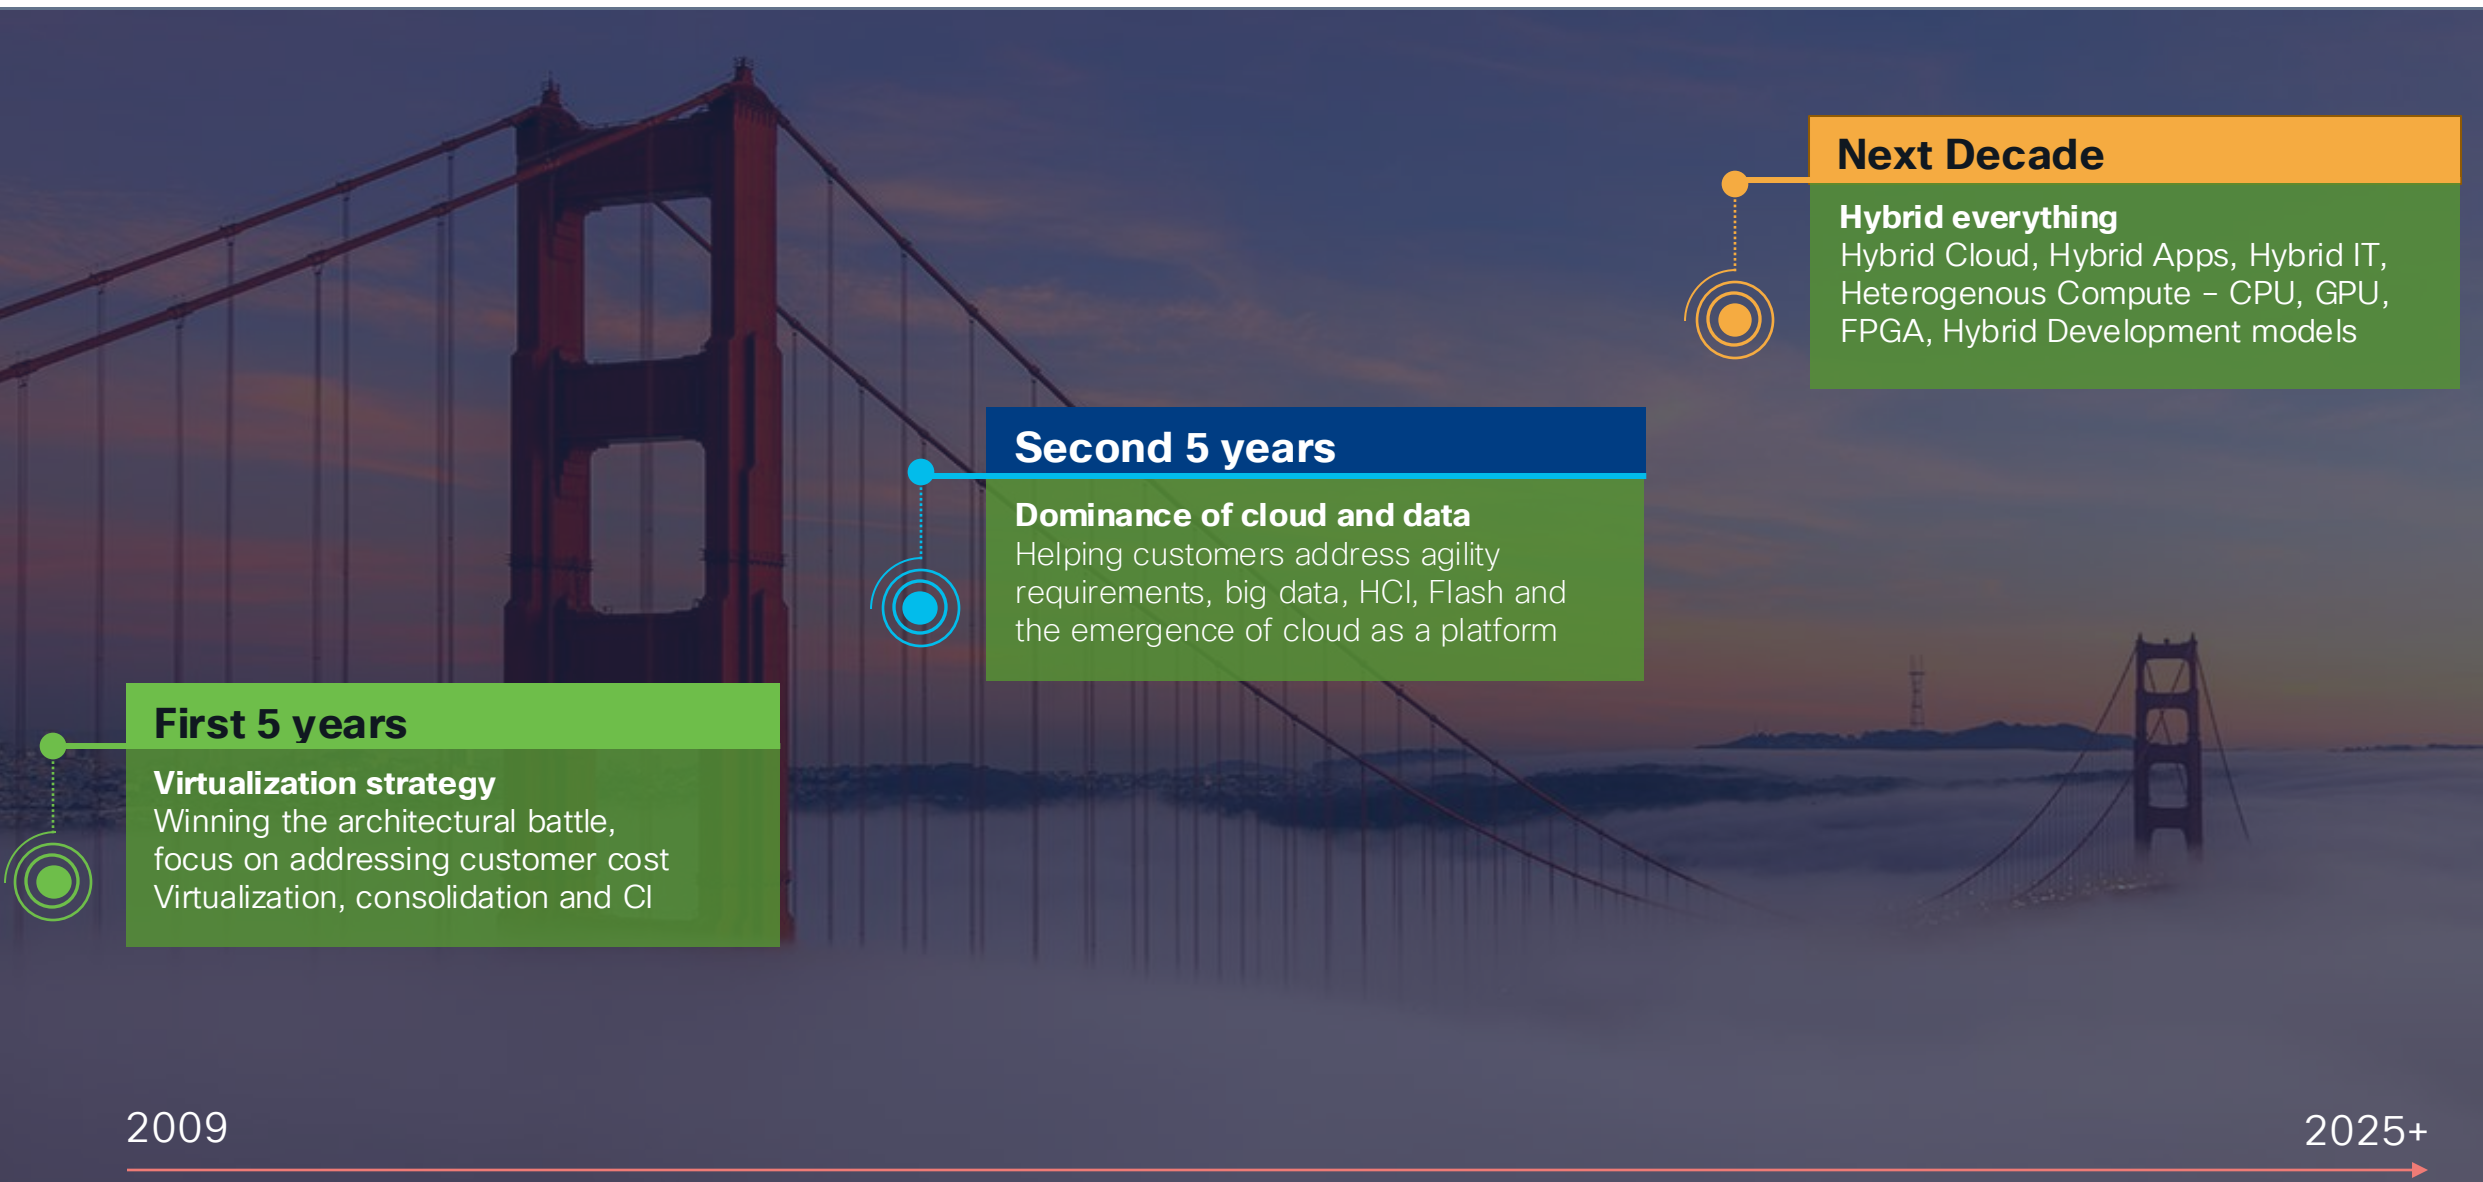 Next Decade
Hybrid everything
Hybrid Cloud, Hybrid Apps, Hybrid IT,
Heterogenous Compute – CPU, GPU,
FPGA, Hybrid Development models
Second 5 years
Dominance of cloud and data
Helping customers address agility
requirements, big data, HCI, Flash and
the emergence of cloud as a platform
First 5 years
Virtualization strategy
Winning the architectural battle,
focus on addressing customer cost
Virtualization, consolidation and CI
2009
2025+